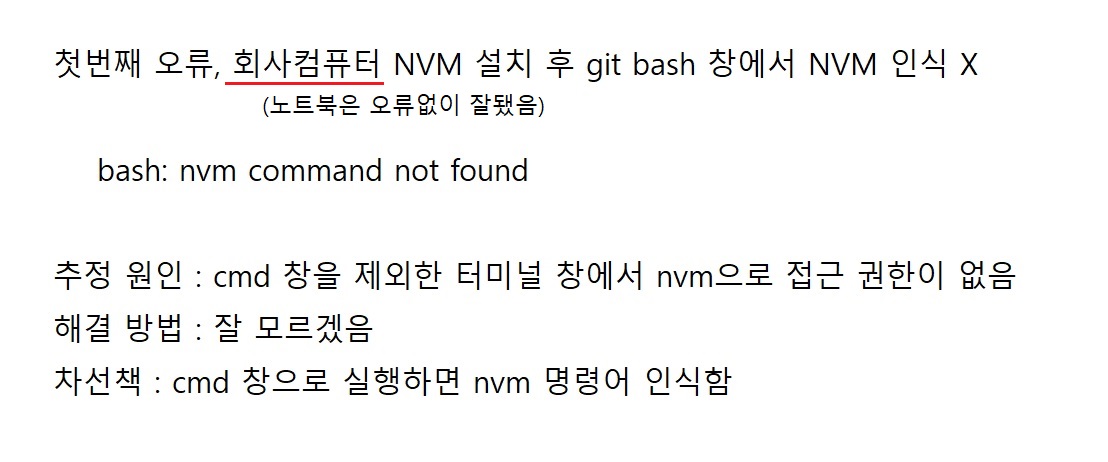 첫번째 오류, 회사컴퓨터 NVM 설치 후 git bash 창에서 NVM 인식 X
(노트북은 오류없이 잘됐음)
bash: nvm command not found
추정 원인 : cmd 창을 제외한 터미널 창에서 nvm으로 접근 권한이 없음
해결 방법 : 잘 모르겠음
차선책 : cmd 창으로 실행하면 nvm 명령어 인식함